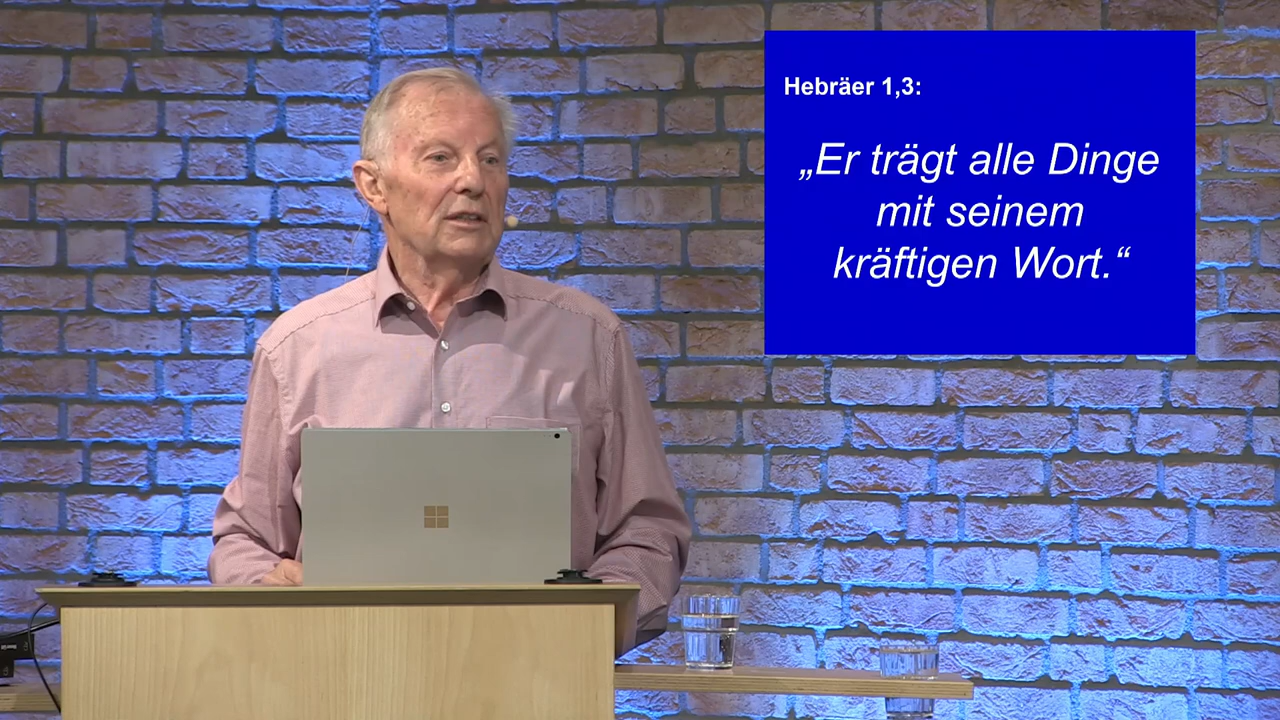 Hebräer 1,3:
„Er trägt alle Dinge
mit seinem
kräftigen Wort.“